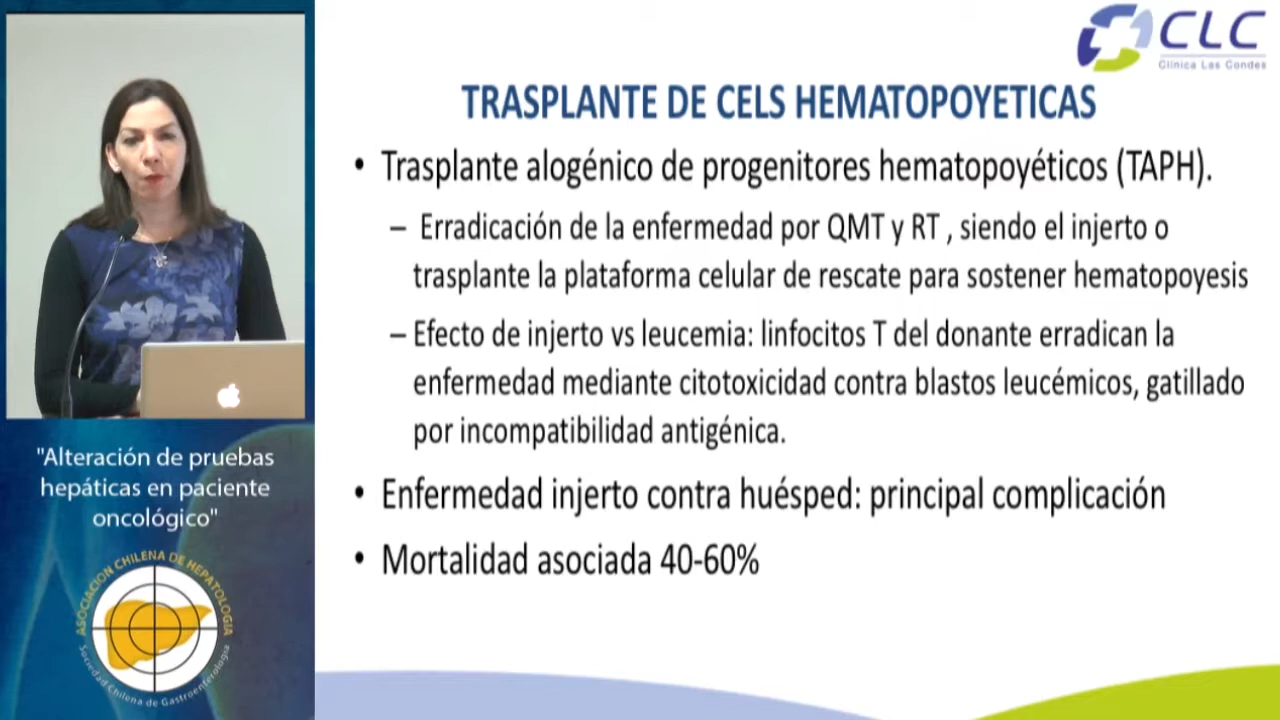 CLC
Clínica Las Condes
TRASPLANTE DE CELS HEMATOPOYETICAS
• Trasplante alogénico de progenitores hematopoyéticos (TAPH).
– Erradicación de la enfermedad por QMT y RT , siendo el injerto o
trasplante la plataforma celular de rescate para sostener hematopoyesis
– Efecto de injerto vs leucemia: linfocitos T del donante erradican la
enfermedad mediante citotoxicidad contra blastos leucémicos, gatillado
por incompatibilidad antigénica.
• Enfermedad injerto contra huésped: principal complicación
• Mortalidad asociada 40-60%
"Alteración de pruebas
hepáticas en paciente
oncológico"
ASOCIACION CHILENA DE HEPATOLOGIA
Sociedad Chilena de Gastroenterología